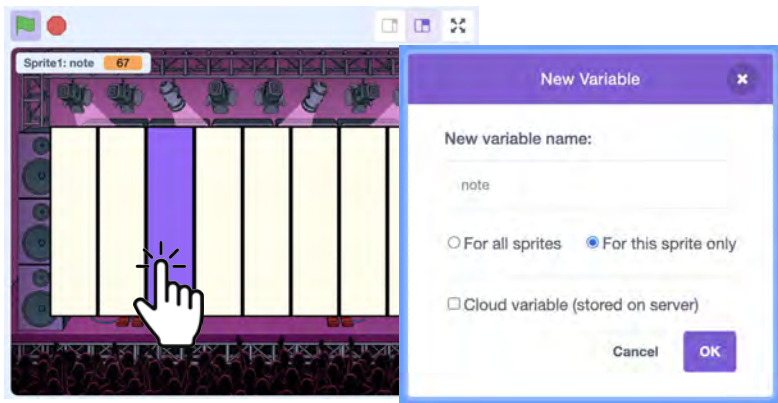 Sprite1: note 67
New Variable
New variable name:
note
For all sprites For this sprite only
Cloud variable (stored on server)
Cancel OK